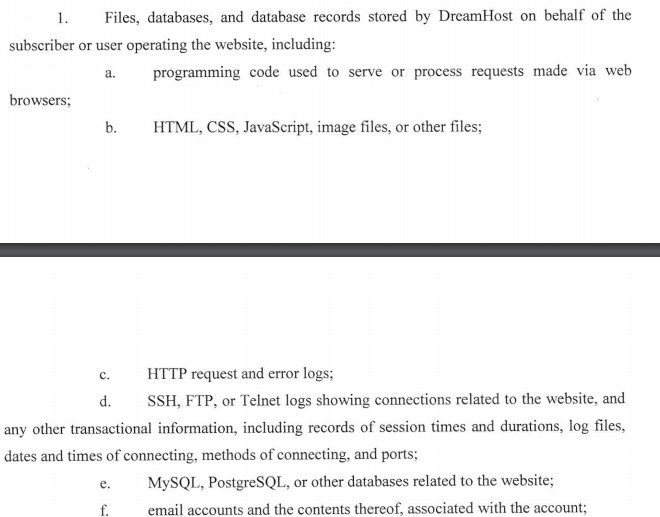 1. Files, databases, and database records stored by DreamHost on behalf of the
subscriber or user operating the website, including:
a. programming code used to serve or process requests made via web
browsers;
b. HTML, CSS, JavaScript, image files, or other files;
c. HTTP request and error logs;
d. SSH, FTP, or Telnet logs showing connections related to the website, and
any other transactional information, including records of session times and durations, log files,
dates and times of connecting, methods of connecting, and ports;
e. MySQL, PostgreSQL, or other databases related to the website;
f. email accounts and the contents thereof, associated with the account;